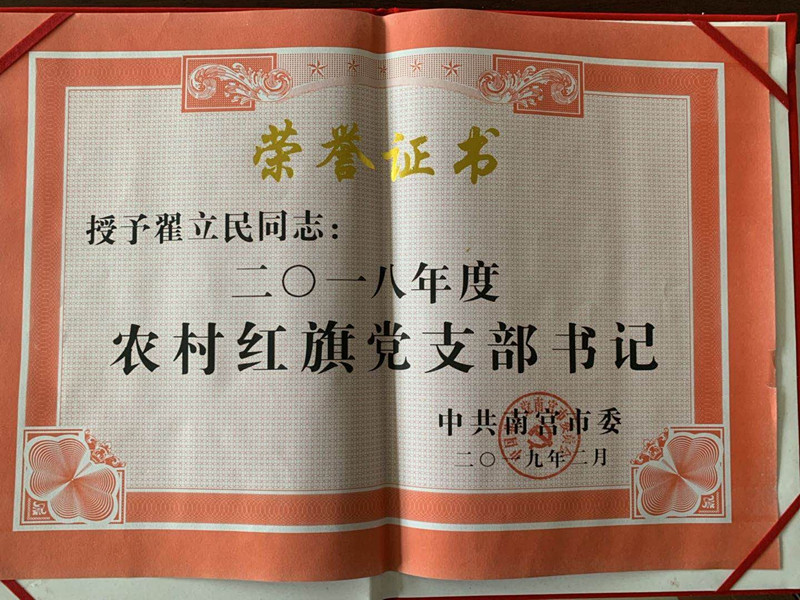 荣誉证书
授予翟立民同志：
二〇一八年度
农村红旗党支部书记
中共南宫市委
二〇一九年二月